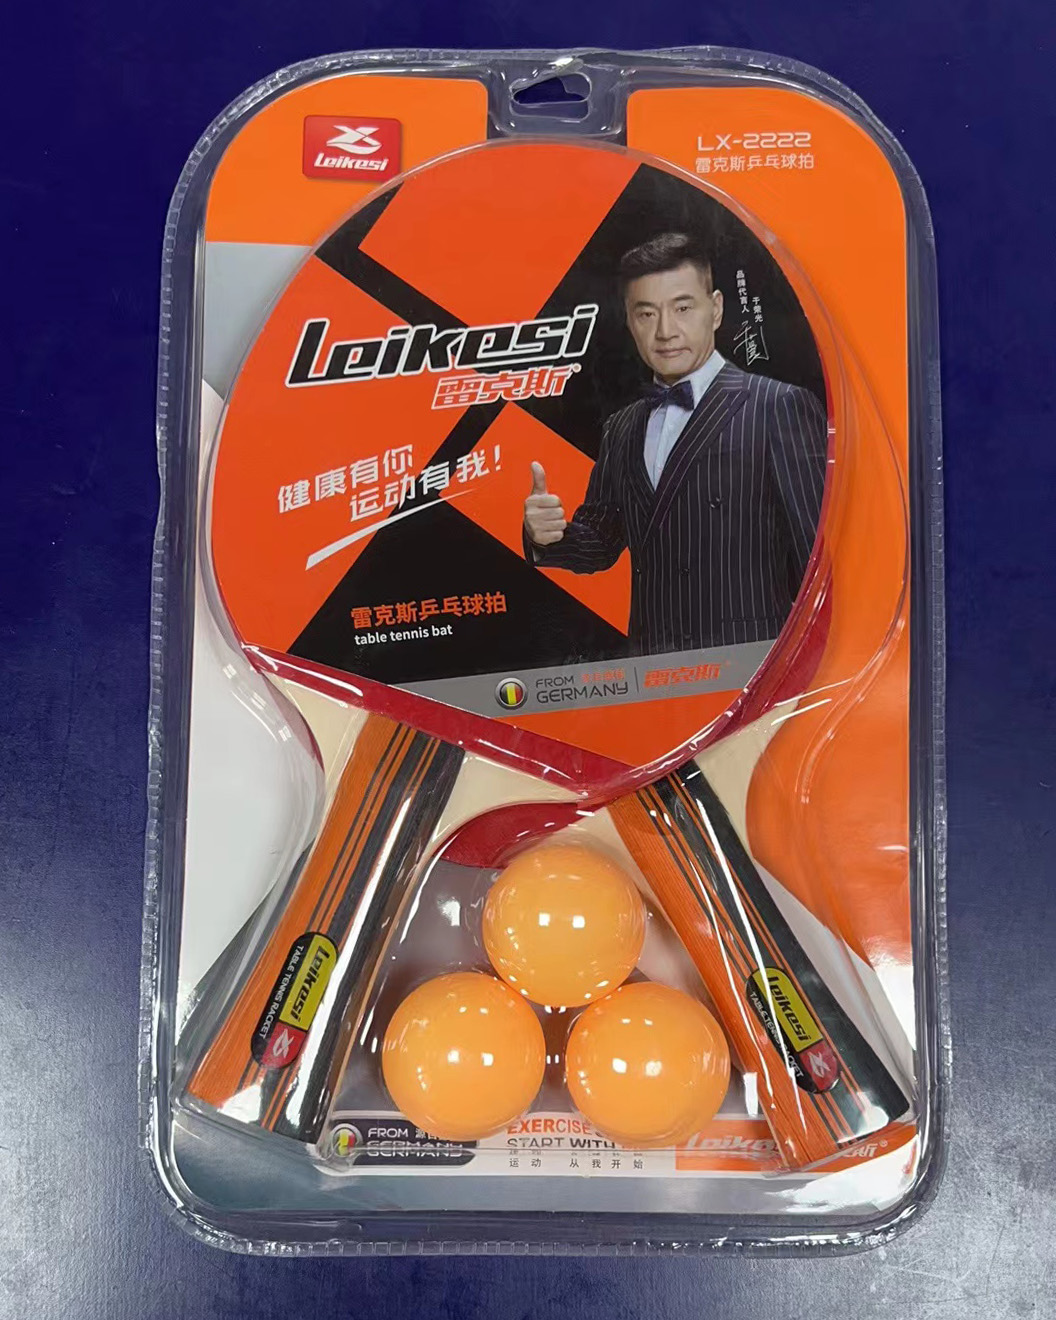 Leikesi
LX-2222
雷克斯乒乓球拍
品牌代言人 于荣光
Leikesi
雷克斯
健康有你
运动有我！
雷克斯乒乓球拍
table tennis bat
FROM
GERMANY
雷克斯
Leikesi
TABLE TENNIS RACKET
Leikesi
TABLE TENNIS RACKET
FROM
GERMANY
EXERCISE
START WITH
运动 从我开始